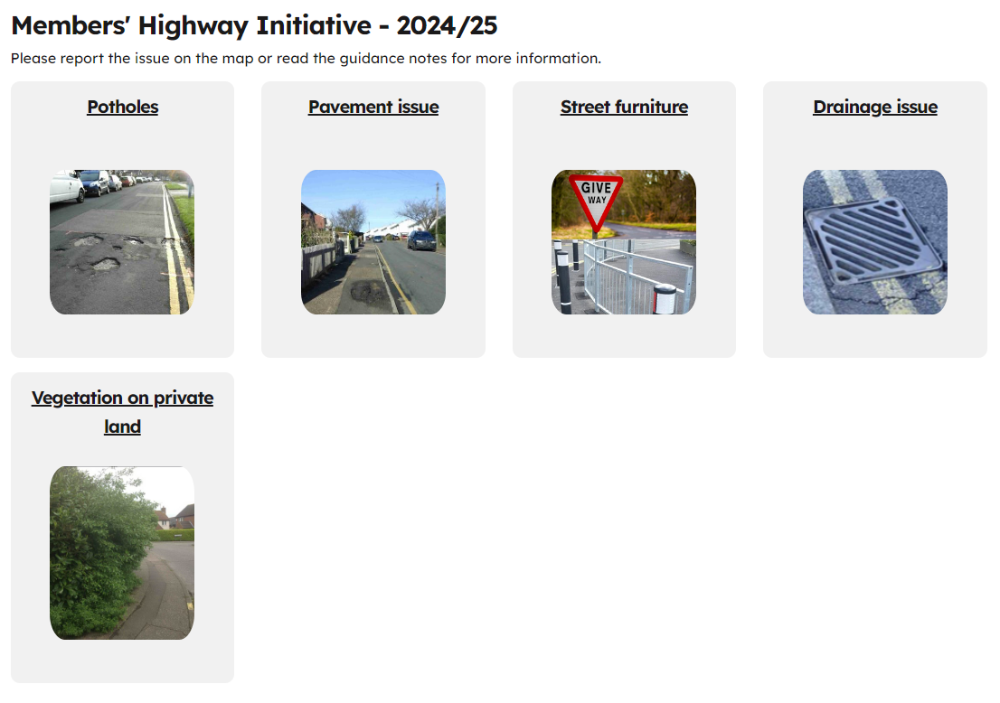 Members' Highway Initiative - 2024/25
Please report the issue on the map or read the guidance notes for more information.
Potholes
Pavement issue
Street furniture
Drainage issue
GIVE
WAY
Vegetation on private
land